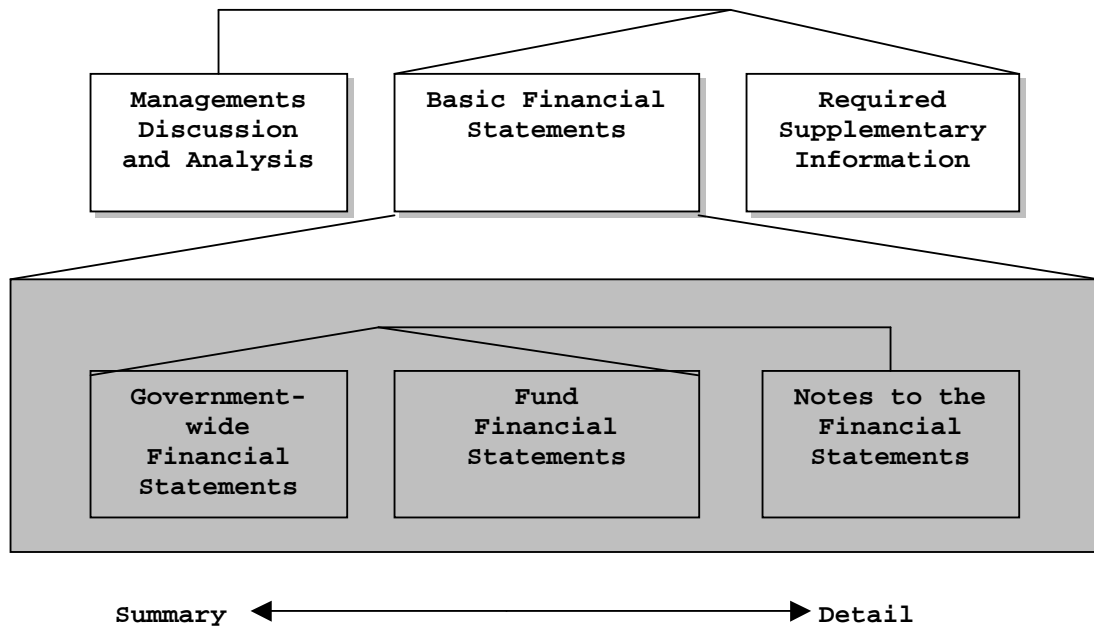 Managements
Discussion
and Analysis
Basic Financial
Statements
Required
Supplementary
Information
Government-
wide
Financial
Statements
Fund
Financial
Statements
Notes to the
Financial
Statements
Summary
Detail